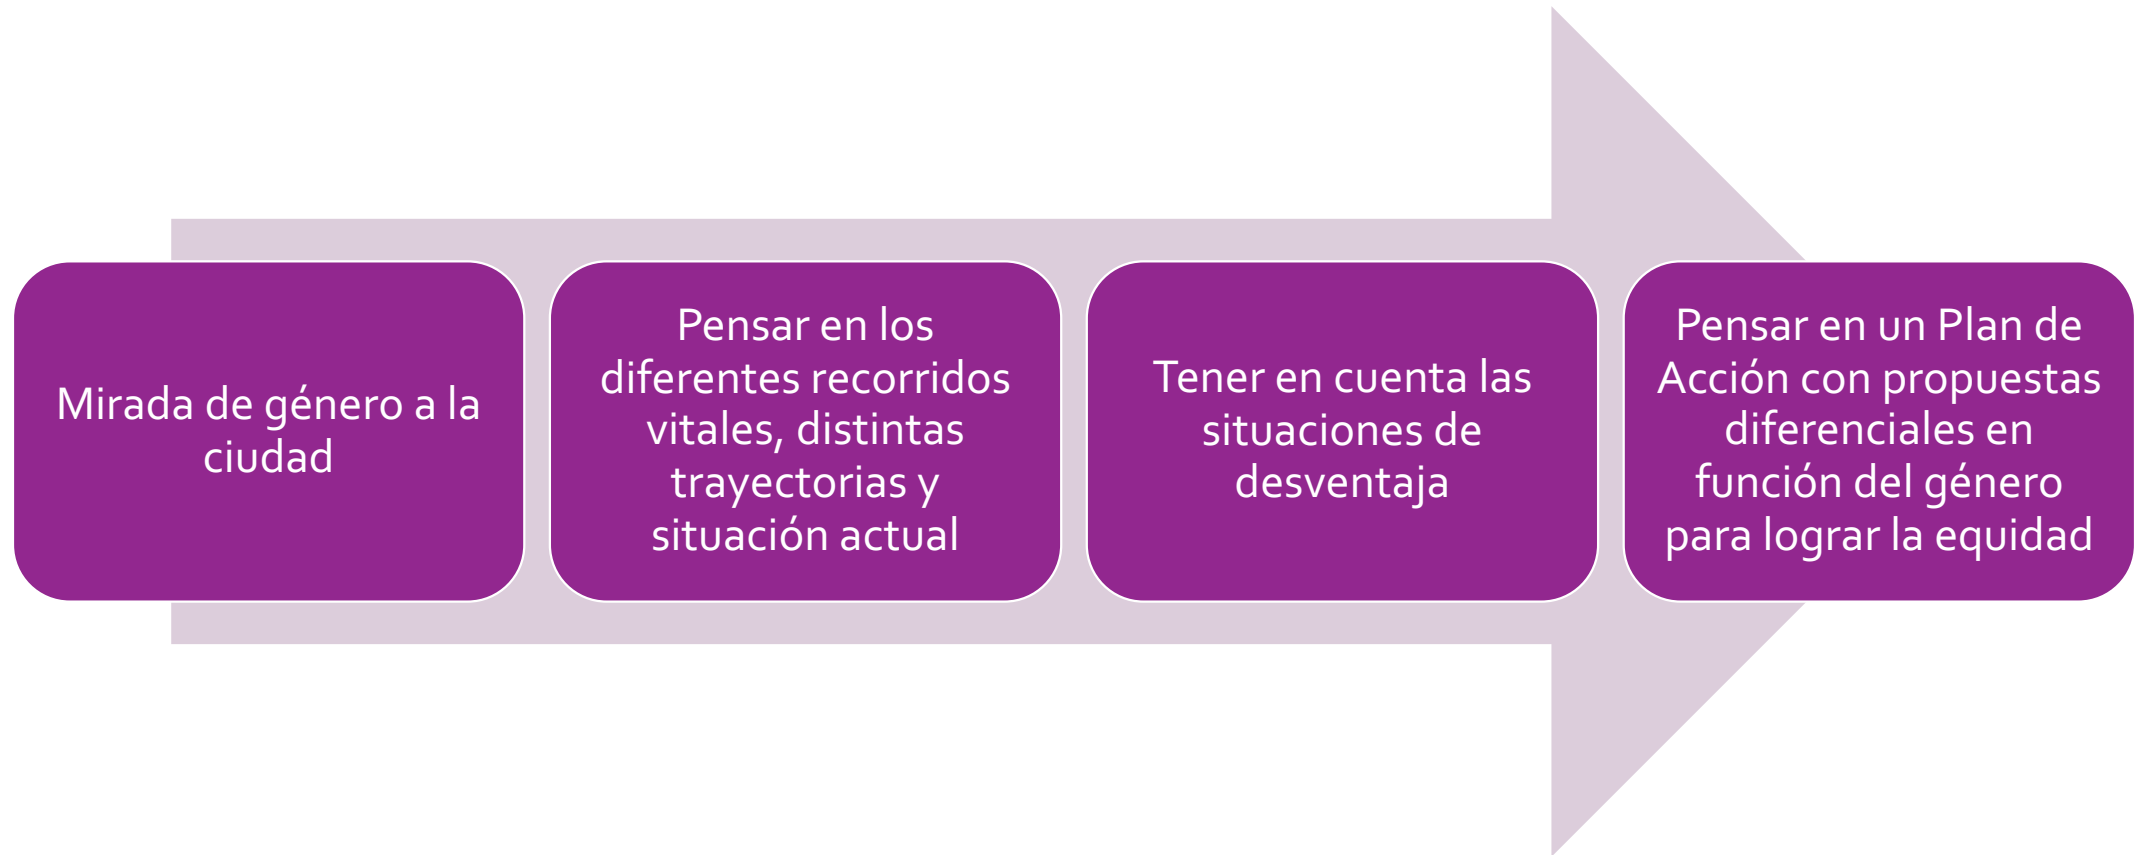 Mirada de género a la
ciudad
Pensar en los
diferentes recorridos
vitales, distintas
trayectorias y
situación actual
Tener en cuenta las
situaciones de
desventaja
Pensar en un Plan de
Acción con propuestas
diferenciales en
función del género
para lograr la equidad